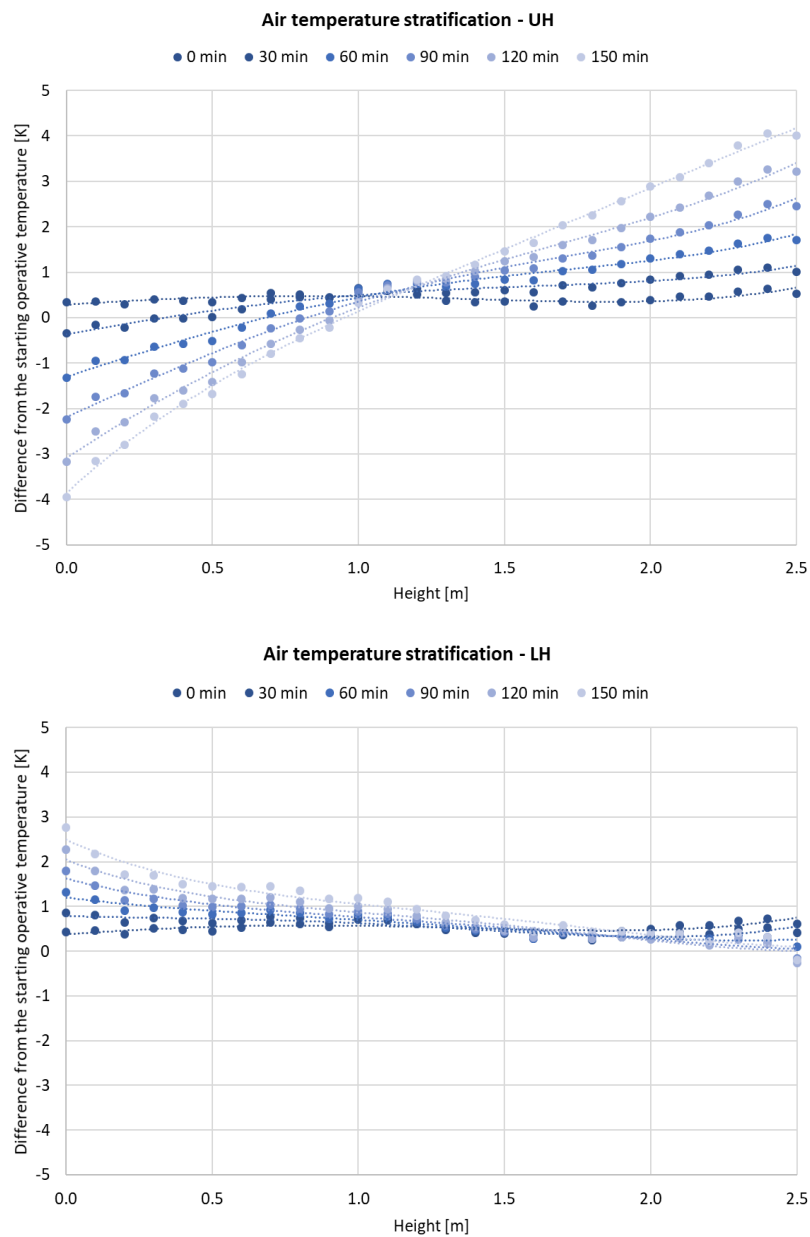 Air temperature stratification - UH
0 min 30 min 60 min 90 min 120 min 150 min
Difference from the starting operative temperature [K]
5
4
3
2
1
0
-1
-2
-3
-4
-5
0.0 0.5 1.0 1.5 2.0 2.5
Height [m]
Air temperature stratification - LH
0 min 30 min 60 min 90 min 120 min 150 min
Difference from the starting operative temperature [K]
5
4
3
2
1
0
-1
-2
-3
-4
-5
0.0 0.5 1.0 1.5 2.0 2.5
Height [m]